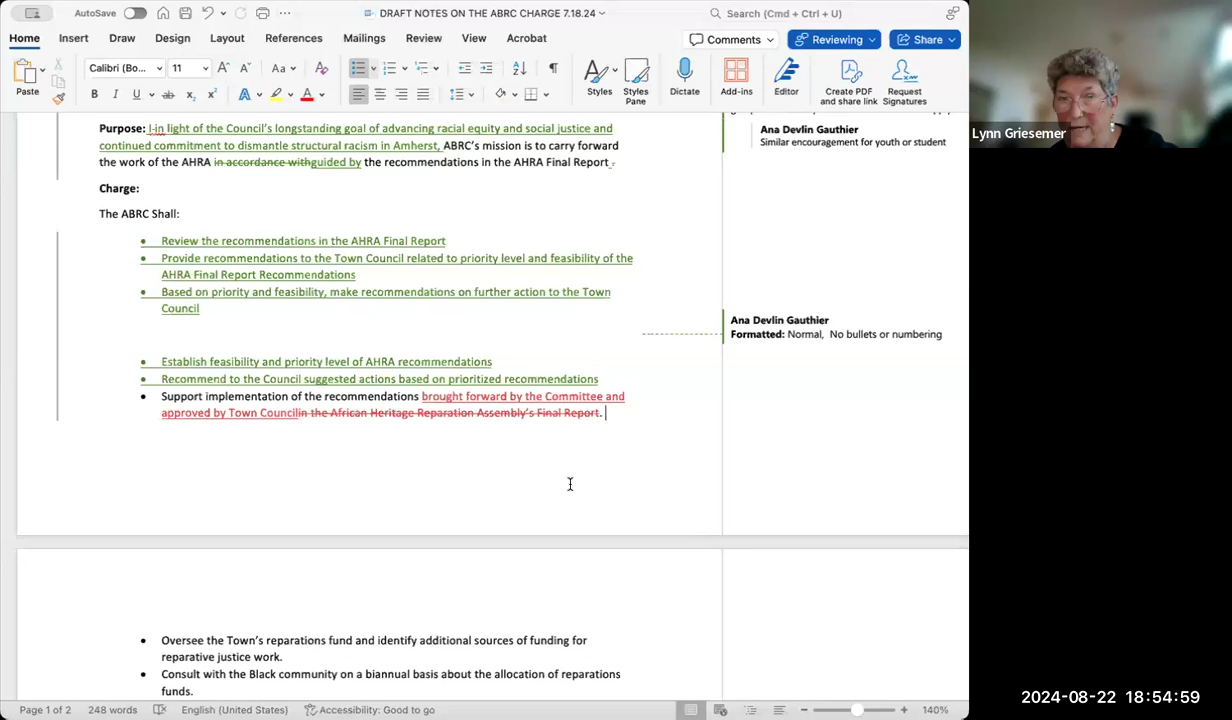 AutoSave
DRAFT NOTES ON THE ABRC CHARGE 7.18.24
Search (Cmd + Ctrl + U)
Home Insert Draw Design Layout References Mailings Review View Acrobat
Comments Reviewing Share
Paste
Calibri (Bo... 11
Styles
Styles Pane
Dictate
Add-ins
Editor
Create PDF and share link
Request Signatures
Lynn Griesemer
Purpose: I-in light of the Council's longstanding goal of advancing racial equity and social justice and
continued commitment to dismantle structural racism in Amherst, ABRC's mission is to carry forward
the work of the AHRA in accordance withguided by the recommendations in the AHRA Final Report .
Ana Devlin Gauthier
Similar encouragement for youth or student
Charge:
The ABRC Shall:
• Review the recommendations in the AHRA Final Report
• Provide recommendations to the Town Council related to priority level and feasibility of the
AHRA Final Report Recommendations
• Based on priority and feasibility, make recommendations on further action to the Town
Council
Ana Devlin Gauthier
Formatted: Normal, No bullets or numbering
• Establish feasibility and priority level of AHRA recommendations
• Recommend to the Council suggested actions based on prioritized recommendations
• Support implementation of the recommendations brought forward by the Committee and
approved by Town Councilin the African Heritage Reparation Assembly's Final Report.
• Oversee the Town's reparations fund and identify additional sources of funding for
reparative justice work.
• Consult with the Black community on a biannual basis about the allocation of reparations
funds.
Page 1 of 2 248 words English (United States) Accessibility: Good to go 140%
2024-08-22 18:54:59